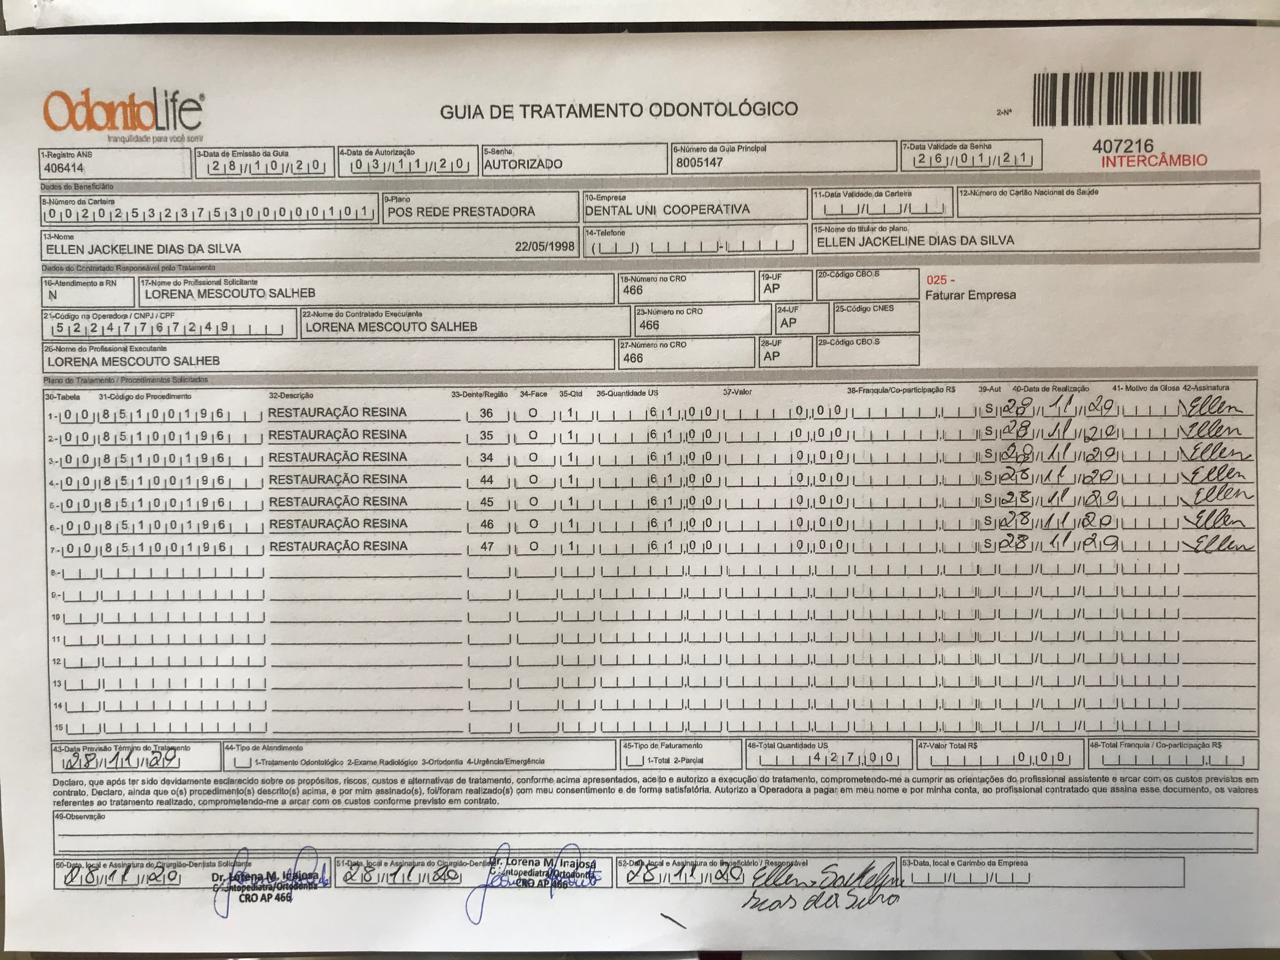 OdontoLife®
tranquilidade para você sorrir
GUIA DE TRATAMENTO ODONTOLÓGICO
2-Nº
407216
INTERCÂMBIO
1-Registro ANS
406414
3-Data de Emissão da Guia
28/10/20
4-Data de Autorização
03/11/20
5-Senha
AUTORIZADO
6-Número da Guia Principal
8005147
7-Data Validade da Senha
26/01/21
Dados do Beneficiário
8-Número da Carteira
00202532375300000101
9-Plano
POS REDE PRESTADORA
10-Empresa
DENTAL UNI COOPERATIVA
11-Data Validade da Carteira
12-Número do Cartão Nacional de Saúde
13-Nome
ELLEN JACKELINE DIAS DA SILVA 22/05/1998
14-Telefone
15-Nome do titular do plano
ELLEN JACKELINE DIAS DA SILVA
Dados do Contratado Responsável pelo Tratamento
16-Atendimento a RN
N
17-Nome do Profissional Solicitante
LORENA MESCOUTO SALHEB
18-Número no CRO
466
19-UF
AP
20-Código CBO.S
025 -
Faturar Empresa
21-Código na Operadora / CNPJ / CPF
52247767249
22-Nome do Contratado Executante
LORENA MESCOUTO SALHEB
23-Número no CRO
466
24-UF
AP
25-Código CNES
26-Nome do Profissional Executante
LORENA MESCOUTO SALHEB
27-Número no CRO
466
28-UF
AP
29-Código CBO.S
Plano de Tratamento / Procedimentos Solicitados
30-Tabela 31-Código do Procedimento 32-Descrição 33-Dente/Região 34-Face 35-Qtd 36-Quantidade US 37-Valor 38-Franquia/Co-participação R$ 39-Aut 40-Data de Realização 41- Motivo da Glosa 42-Assinatura
1- 00 85100196 RESTAURAÇÃO RESINA 36 O 1 61,00 0,00 S 28/11/20 Ellen
2- 00 85100196 RESTAURAÇÃO RESINA 35 O 1 61,00 0,00 S 28/11/20 Ellen
3- 00 85100196 RESTAURAÇÃO RESINA 34 O 1 61,00 0,00 S 28/11/20 Ellen
4- 00 85100196 RESTAURAÇÃO RESINA 44 O 1 61,00 0,00 S 28/11/20 Ellen
5- 00 85100196 RESTAURAÇÃO RESINA 45 O 1 61,00 0,00 S 28/11/20 Ellen
6- 00 85100196 RESTAURAÇÃO RESINA 46 O 1 61,00 0,00 S 28/11/20 Ellen
7- 00 85100196 RESTAURAÇÃO RESINA 47 O 1 61,00 0,00 S 28/11/20 Ellen
8-
9-
10
11
12
13
14
15
43-Data Previsão Término do Tratamento
28/11/20
44-Tipo de Atendimento
1-Tratamento Odontológico 2-Exame Radiológico 3-Ortodontia 4-Urgência/Emergência
45-Tipo de Faturamento
1-Total 2-Parcial
46-Total Quantidade US
427,00
47-Valor Total R$
0,00
48-Total Franquia / Co-participação R$
Declaro, que após ter sido devidamente esclarecido sobre os propósitos, riscos, custos e alternativas de tratamento, conforme acima apresentados, aceito e autorizo a execução do tratamento, comprometendo-me a cumprir as orientações do profissional assistente e arcar com os custos previstos em
contrato. Declaro, ainda que o(s) procedimento(s) descrito(s) acima, e por mim assinado(s), foi/foram realizado(s) com meu consentimento e de forma satisfatória. Autorizo a Operadora a pagar em meu nome e por minha conta, ao profissional contratado que assina esse documento, os valores
referentes ao tratamento realizado, comprometendo-me a arcar com os custos conforme previsto em contrato.
49-Observação
50-Data, local e Assinatura do Cirurgião-Dentista Solicitante
28/11/20
Dr. Lorena M. Inajosa
Odontopediatra/Ortodontia
CRO AP 466
51-Data, local e Assinatura do Cirurgião-Dentista
28/11/20
Dr. Lorena M. Inajosa
Odontopediatra/Ortodontia
CRO AP 466
52-Data, local e Assinatura do Beneficiário / Responsável
28/11/20 Ellen Jackeline
Dias da Silva
53-Data, local e Carimbo da Empresa